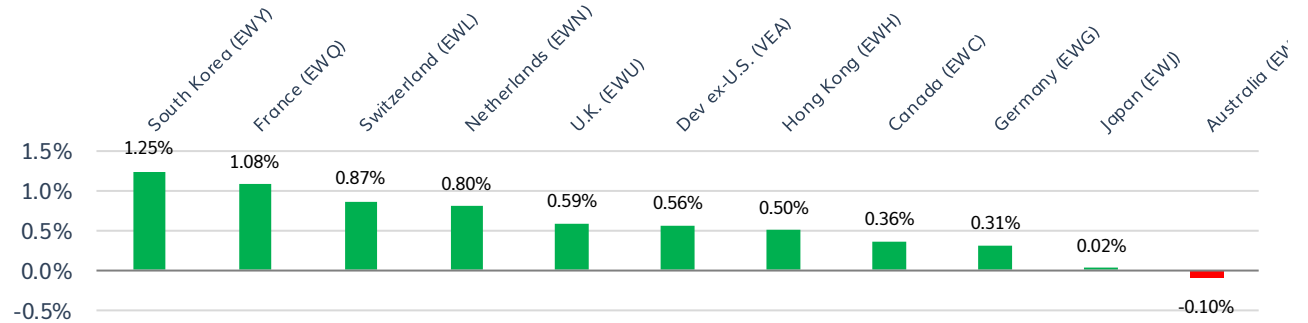 South Korea (EWY)
France (EWQ)
Switzerland (EWL)
Netherlands (EWN)
U.K. (EWU)
Dev ex-U.S. (VEA)
Hong Kong (EWH)
Canada (EWC)
Germany (EWG)
Japan (EWJ)
Australia (EW
1.5%
1.0%
0.5%
0.0%
-0.5%
1.25%
1.08%
0.87%
0.80%
0.59%
0.56%
0.50%
0.36%
0.31%
0.02%
-0.10%